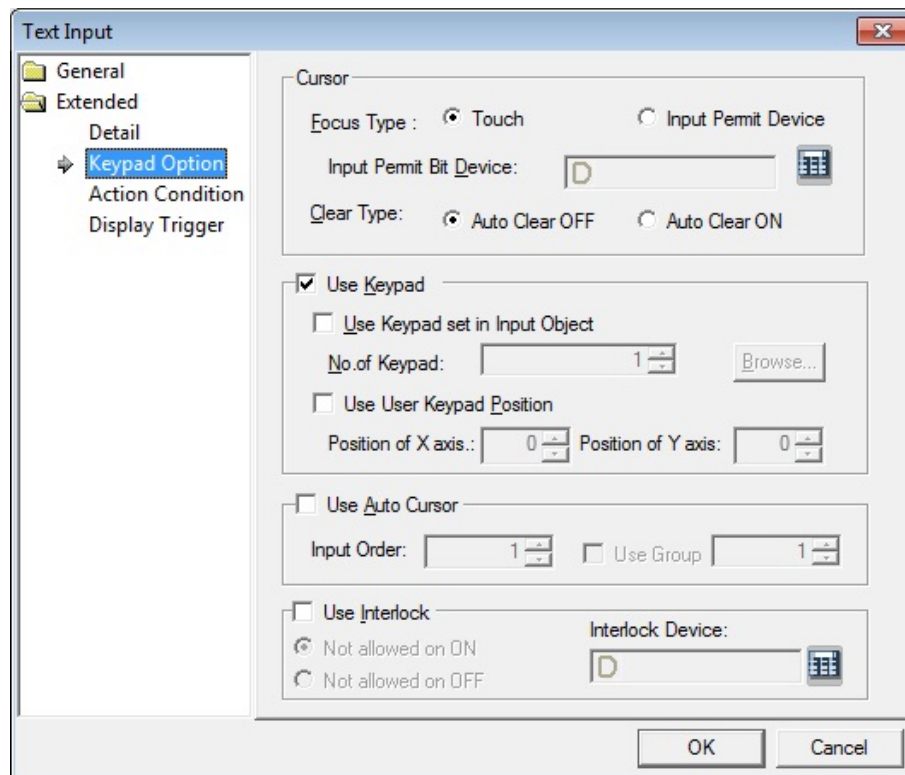 Text Input
General
Extended
Detail
Keypad Option
Action Condition
Display Trigger
Cursor
Focus Type : Touch Input Permit Device
Input Permit Bit Device: D
Clear Type: Auto Clear OFF Auto Clear ON
Use Keypad
Use Keypad set in Input Object
No.of Keypad: 1 Browse...
Use User Keypad Position
Position of X axis.: 0 Position of Y axis: 0
Use Auto Cursor
Input Order: 1 Use Group 1
Use Interlock
Interlock Device:
Not allowed on ON
D
Not allowed on OFF
OK Cancel